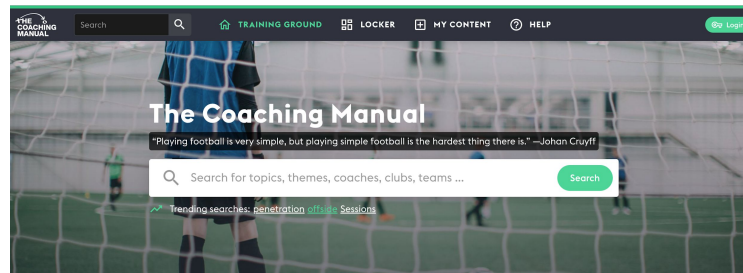 THE
COACHING
MANUAL
Search
TRAINING GROUND
LOCKER
MY CONTENT
HELP
Login
The Coaching Manual
“Playing football is very simple, but playing simple football is the hardest thing there is.” —Johan Cruyff
Search for topics, themes, coaches, clubs, teams ...
Search
Trending searches: penetration offside Sessions